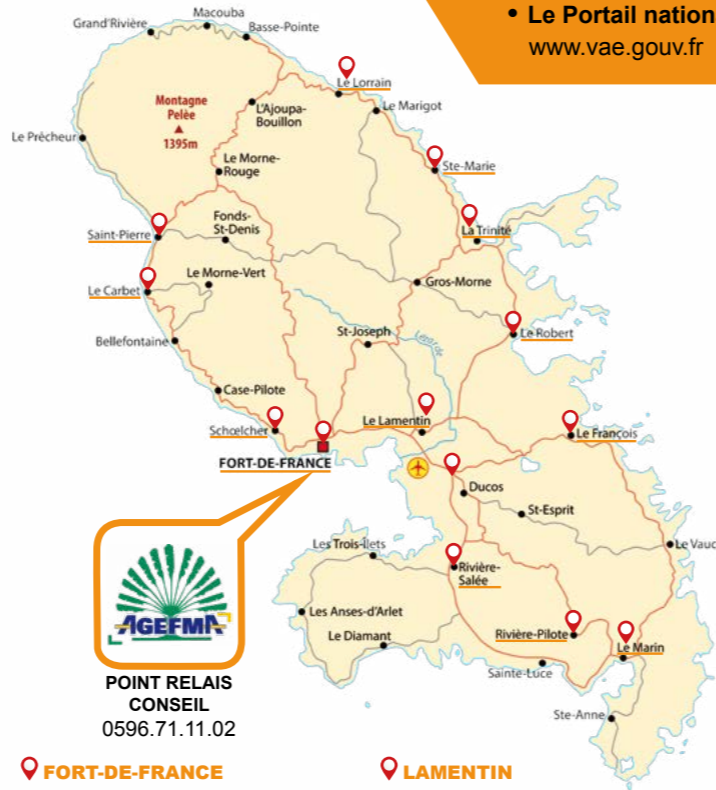 • Le Portail nation
www.vae.gouv.fr
Macouba
Grand'Rivière
Basse-Pointe
Le Lorrain
Montagne
Pelée
1395m
L'Ajoupa-
Bouillon
Le Marigot
Le Prêcheur
Le Morne-
Rouge
Ste-Marie
Fonds-
St-Denis
Saint-Pierre
La Trinité
Le Morne-Vert
Gros-Morne
Le Carbet
St-Joseph
Le Robert
Bellefontaine
Case-Pilote
Le Lamentin
Schœlcher
Le François
FORT-DE-FRANCE
Ducos
St-Esprit
Les Trois-Îlets
Le Vauc
Rivière-
Salée
Les Anses-d'Arlet
Le Diamant
Rivière-Pilote
Le Marin
Sainte-Luce
Ste-Anne
AGEFMA
POINT RELAIS
CONSEIL
0596.71.11.02
FORT-DE-FRANCE
LAMENTIN